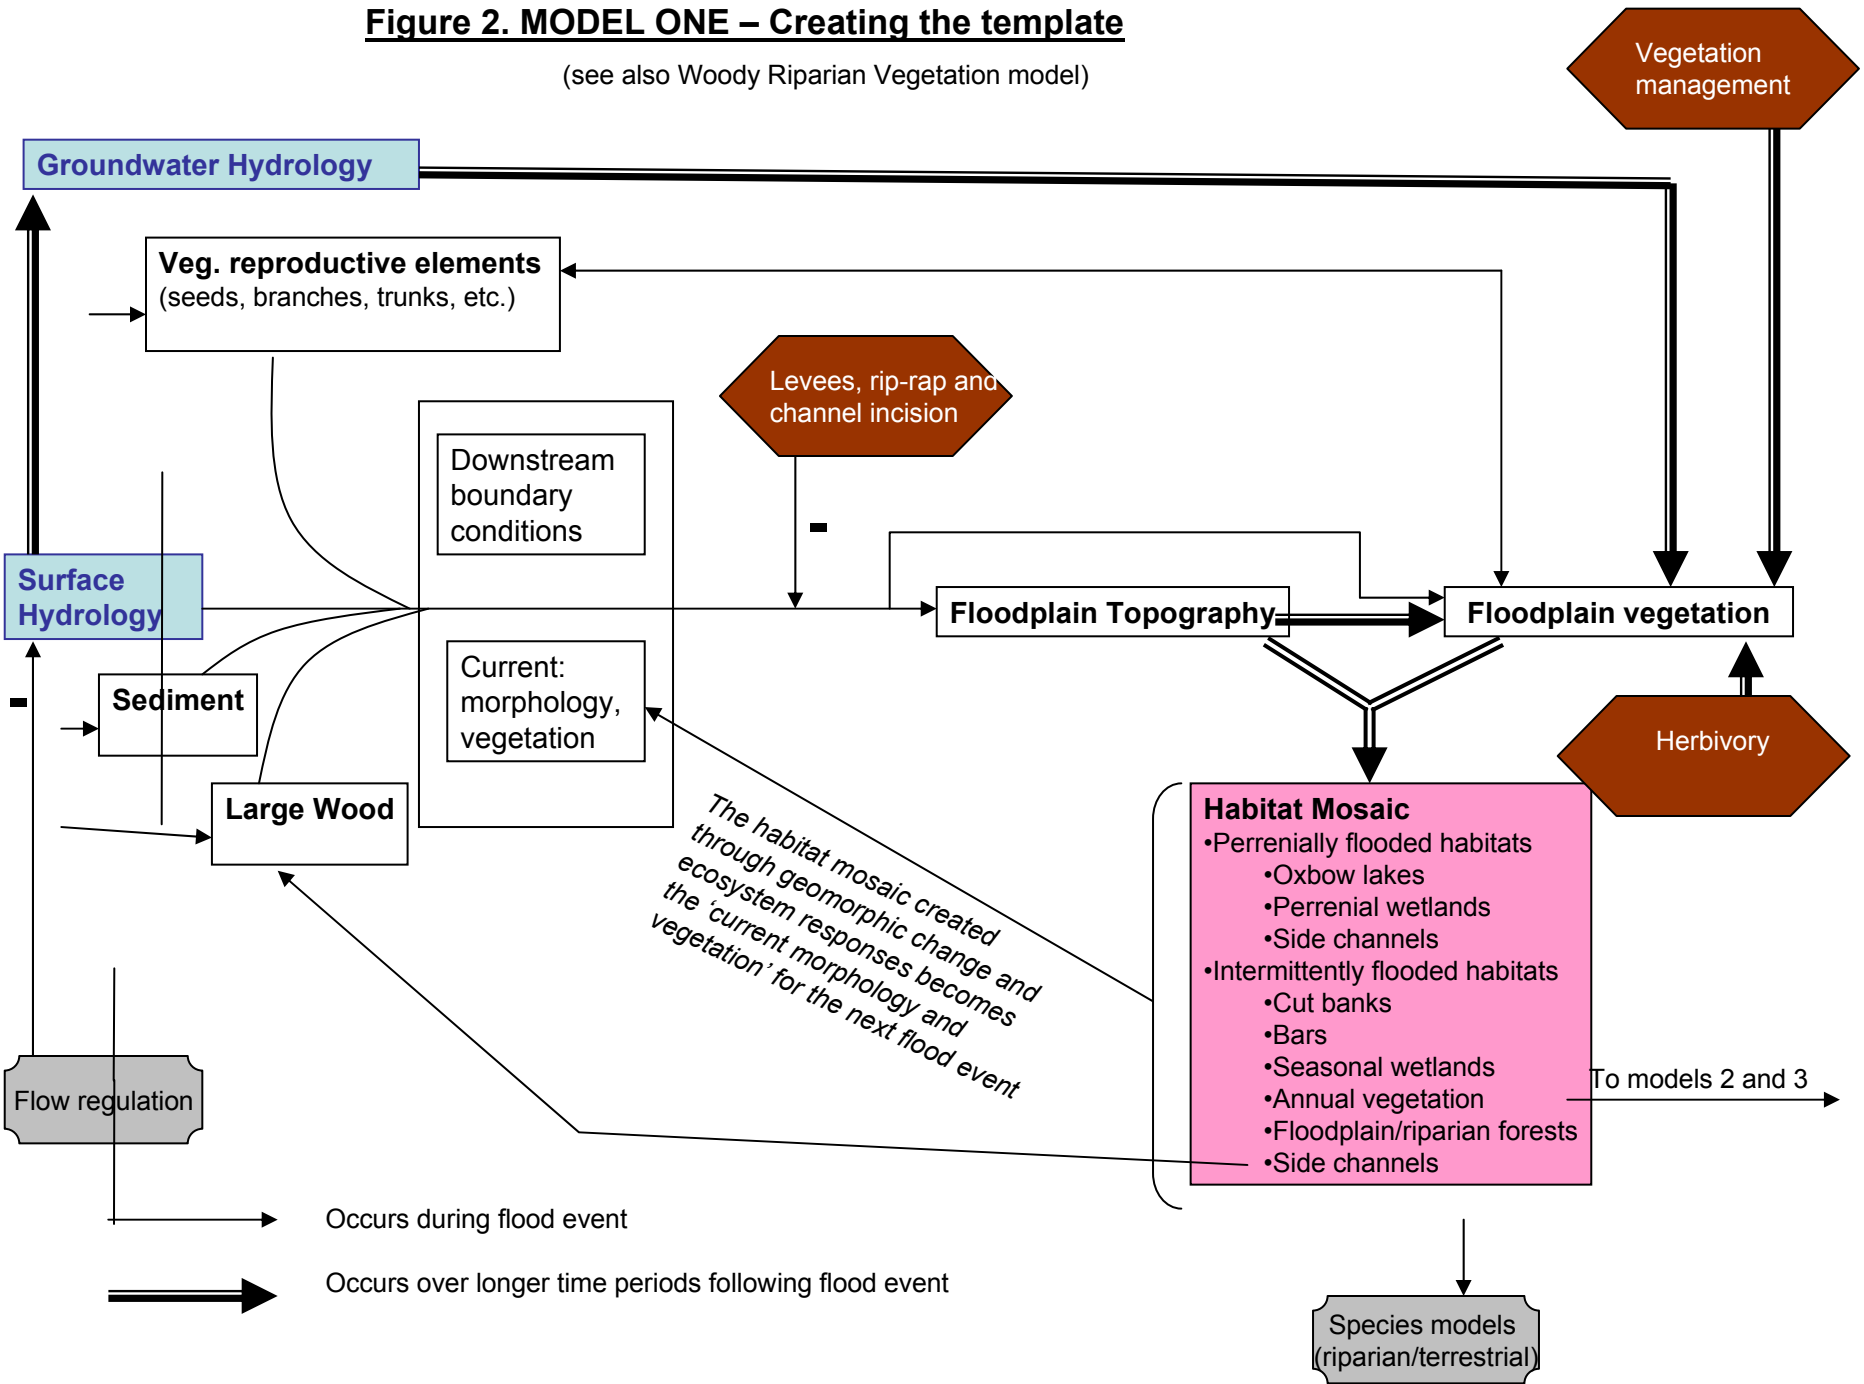 Figure 2. MODEL ONE – Creating the template
(see also Woody Riparian Vegetation model)
Vegetation
management
Groundwater Hydrology
Veg. reproductive elements
(seeds, branches, trunks, etc.)
Levees, rip-rap and
channel incision
Downstream
boundary
conditions
-
Surface
Hydrology
Floodplain Topography
Floodplain vegetation
Current:
morphology,
vegetation
Sediment
-
Large Wood
Herbivory
The habitat mosaic created
through geomorphic change and
ecosystem responses becomes
the ‘current morphology and
vegetation’ for the next flood event
Habitat Mosaic
•Perrenially flooded habitats
•Oxbow lakes
•Perrenial wetlands
•Side channels
•Intermittently flooded habitats
•Cut banks
•Bars
•Seasonal wetlands
•Annual vegetation
•Floodplain/riparian forests
•Side channels
To models 2 and 3
Flow regulation
Occurs during flood event
Occurs over longer time periods following flood event
Species models
(riparian/terrestrial)